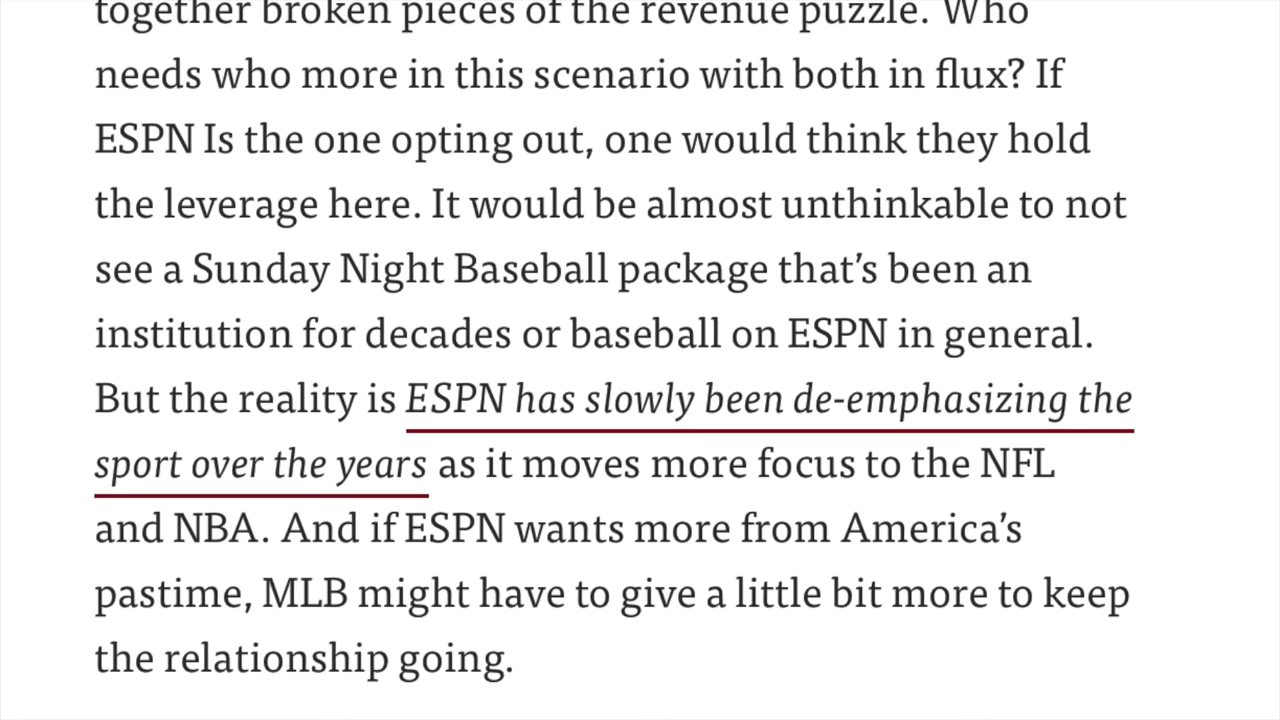 together broken pieces of the revenue puzzle. Who
needs who more in this scenario with both in flux? If
ESPN Is the one opting out, one would think they hold
the leverage here. It would be almost unthinkable to not
see a Sunday Night Baseball package that’s been an
institution for decades or baseball on ESPN in general.
But the reality is ESPN has slowly been de-emphasizing the
sport over the years as it moves more focus to the NFL
and NBA. And if ESPN wants more from America’s
pastime, MLB might have to give a little bit more to keep
the relationship going.